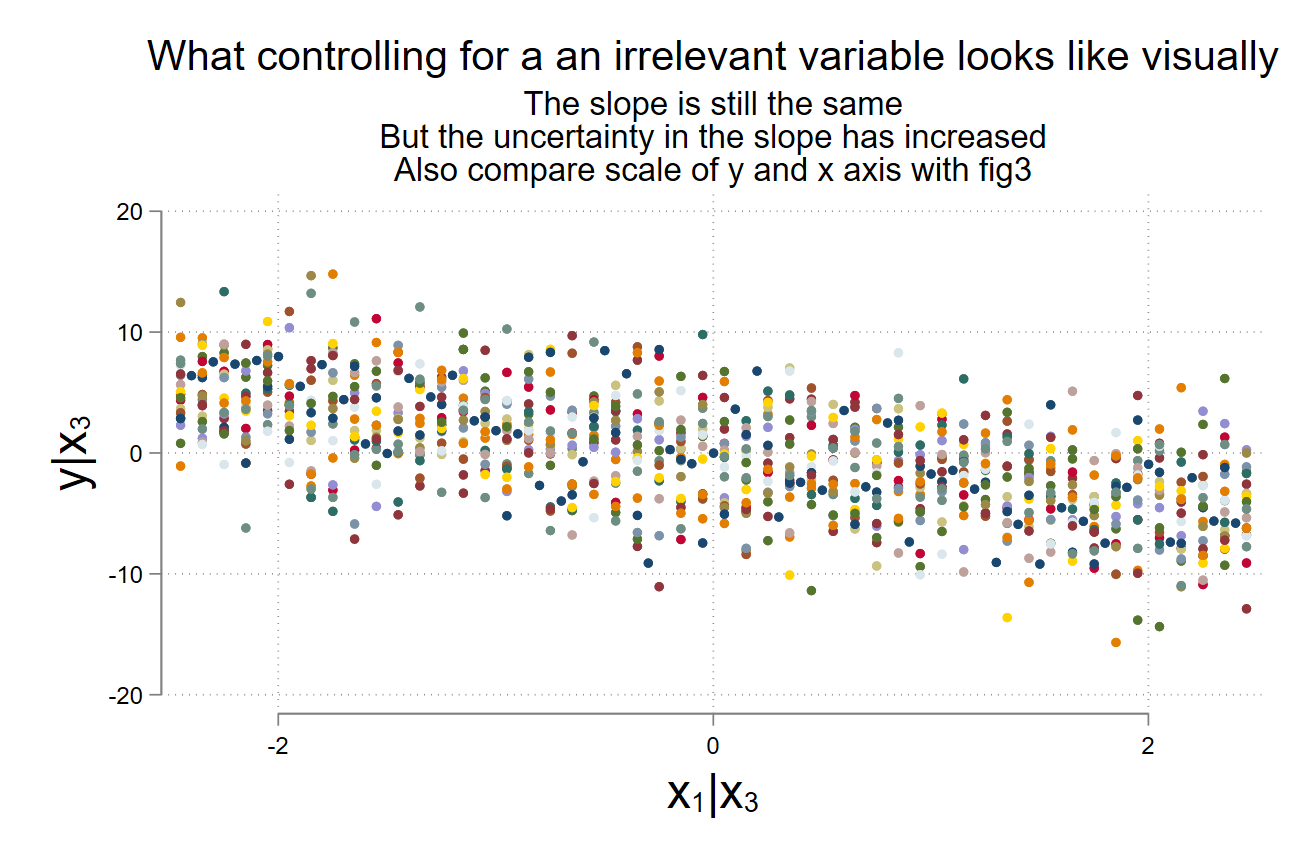 What controlling for a an irrelevant variable looks like visually
The slope is still the same
But the uncertainty in the slope has increased
Also compare scale of y and x axis with fig3
20
10
0
-10
-20
y|x₃
-2
0
2
x₁|x₃